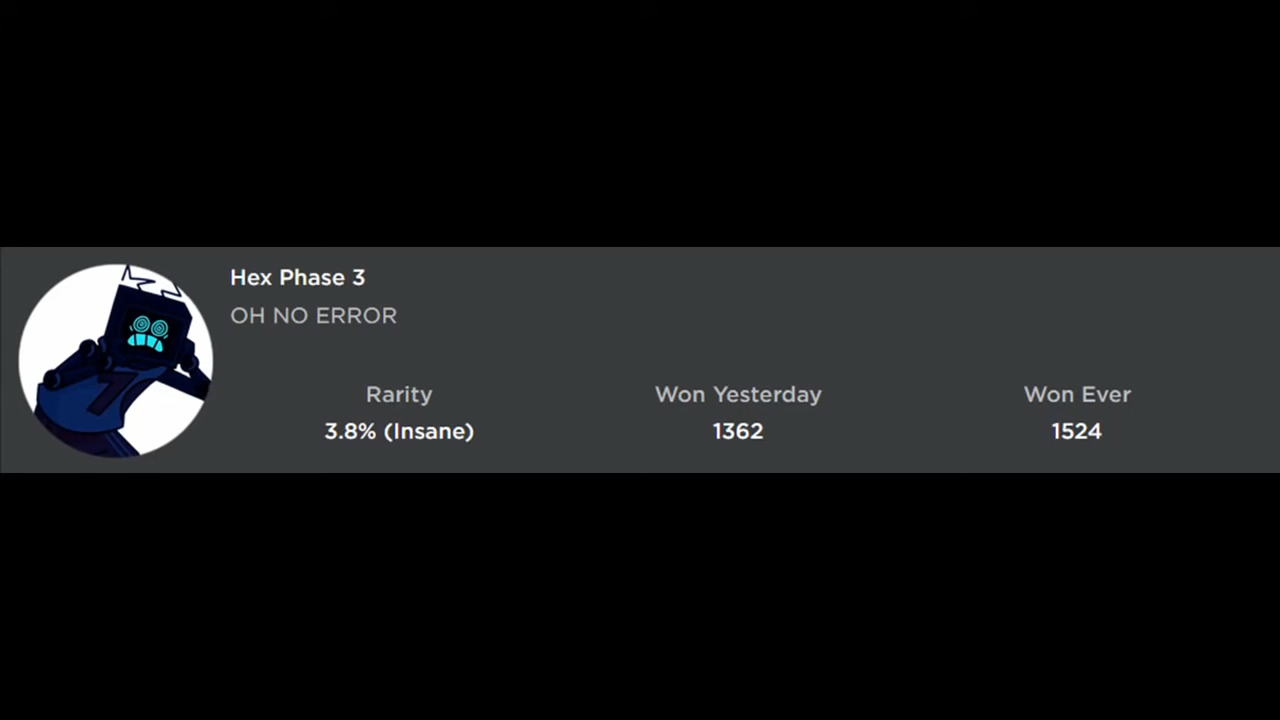 Hex Phase 3
OH NO ERROR
Rarity Won Yesterday Won Ever
3.8% (Insane) 1362 1524